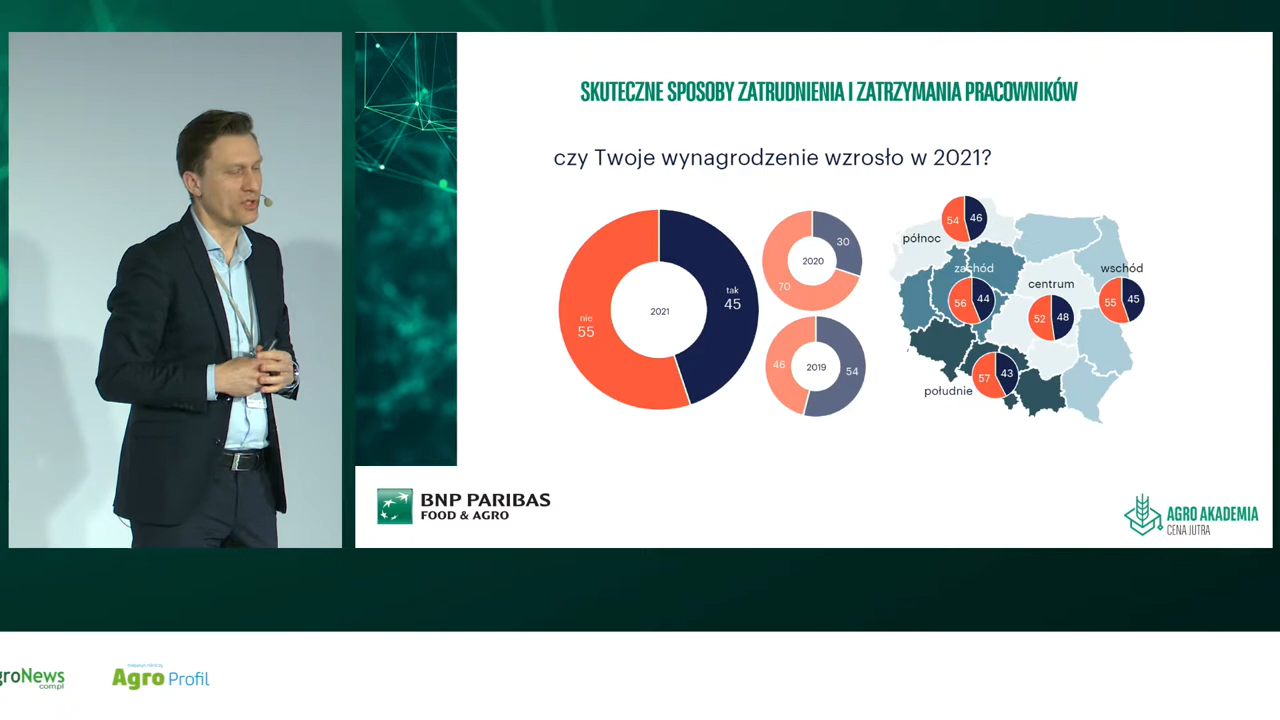 SKUTECZNE SPOSOBY ZATRUDNIENIA I ZATRZYMANIA PRACOWNIKÓW
czy Twoje wynagrodzenie wzrosło w 2021?
nie
55
2021
tak
45
30
2020
70
46
2019
54
54
46
północ
zachód
56
44
centrum
52
48
wschód
55
45
57
43
południe
BNP PARIBAS
FOOD & AGRO
AGRO AKADEMIA
CENA JUTRA
groNews
com.pl
Agro Profil